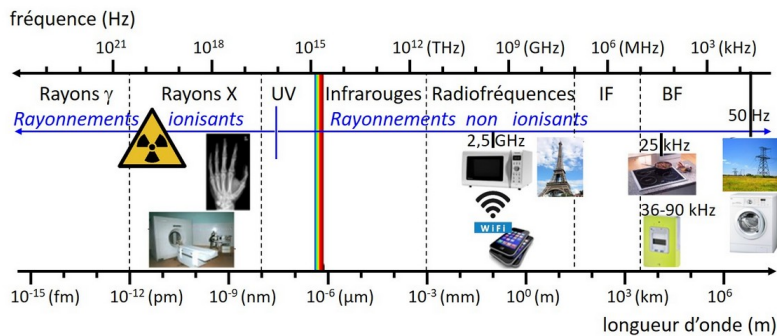 fréquence (Hz)
10²¹ 10¹⁸ 10¹⁵ 10¹² (THz) 10⁹ (GHz) 10⁶ (MHz) 10³ (kHz)
Rayons γ Rayons X UV Infrarouges Radiofréquences IF BF
Rayonnements ionisants Rayonnements non ionisants 50 Hz
2,5 GHz 25 kHz
36-90 kHz
WiFi
10⁻¹⁵ (fm) 10⁻¹² (pm) 10⁻⁹ (nm) 10⁻⁶ (µm) 10⁻³ (mm) 10⁰ (m) 10³ (km) 10⁶
longueur d'onde (m)